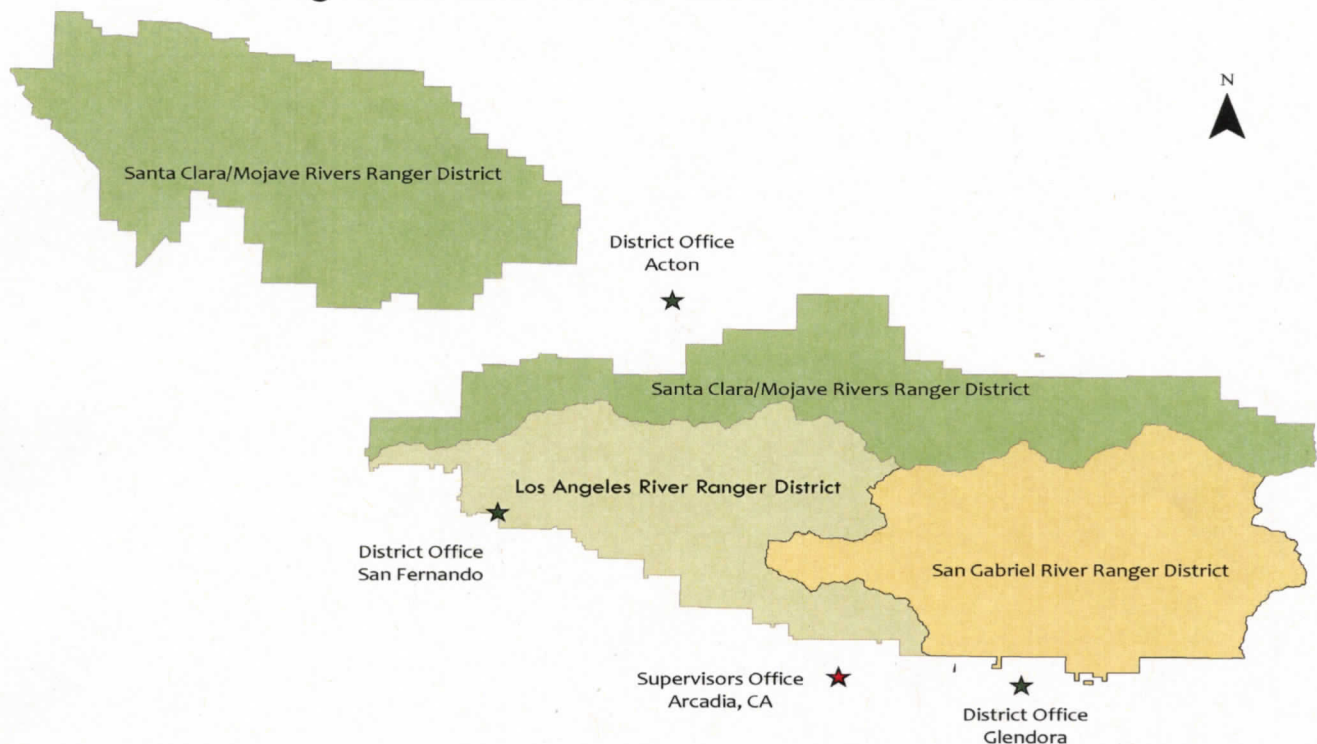 N
Santa Clara/Mojave Rivers Ranger District
District Office
Acton
Santa Clara/Mojave Rivers Ranger District
Los Angeles River Ranger District
District Office
San Fernando
San Gabriel River Ranger District
Supervisors Office
Arcadia, CA
District Office
Glendora